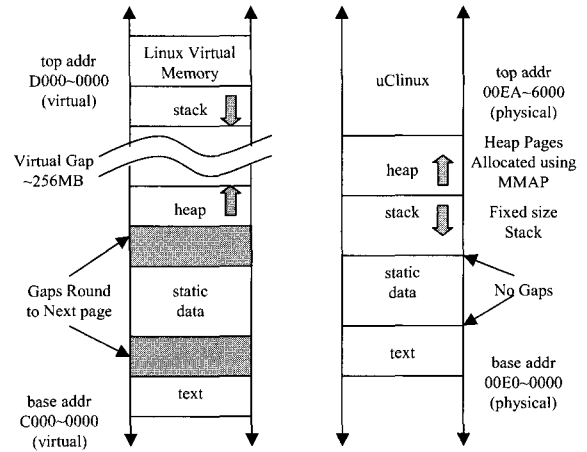 top addr
D000~0000
(virtual)
Linux Virtual
Memory
stack
Virtual Gap
~256MB
heap
Gaps Round
to Next page
static
data
text
base addr
C000~0000
(virtual)
uClinux
top addr
00EA~6000
(physical)
heap
Heap Pages
Allocated using
MMAP
stack
Fixed size
Stack
static
data
No Gaps
text
base addr
00E0~0000
(physical)